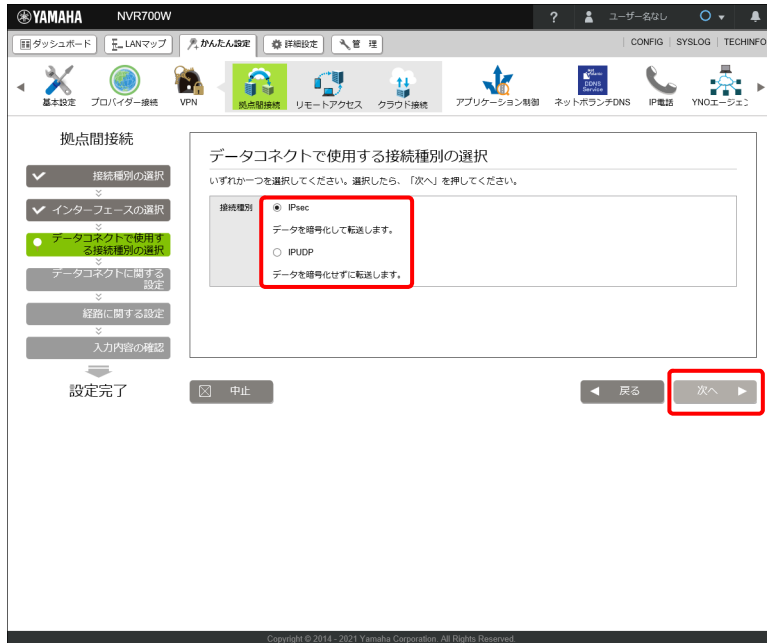 YAMAHA NVR700W ? ユーザー名なし
ダッシュボード LANマップ かんたん設定 詳細設定 管 理 CONFIG SYSLOG TECHINFO
基本設定 プロバイダー接続 VPN 拠点間接続 リモートアクセス クラウド接続 アプリケーション制御 ネットボランチDNS IP電話 YNOエージェン
DDNS
Service
拠点間接続
接続種別の選択
インターフェースの選択
データコネクトで使用す
る接続種別の選択
データコネクトに関する
設定
経路に関する設定
入力内容の確認
設定完了
データコネクトで使用する接続種別の選択
いずれか一つを選択してください。選択したら、「次へ」を押してください。
接続種別 IPsec
データを暗号化して転送します。
IPUDP
データを暗号化せずに転送します。
中止 戻る 次へ
Copyright © 2014 - 2021 Yamaha Corporation. All Rights Reserved.